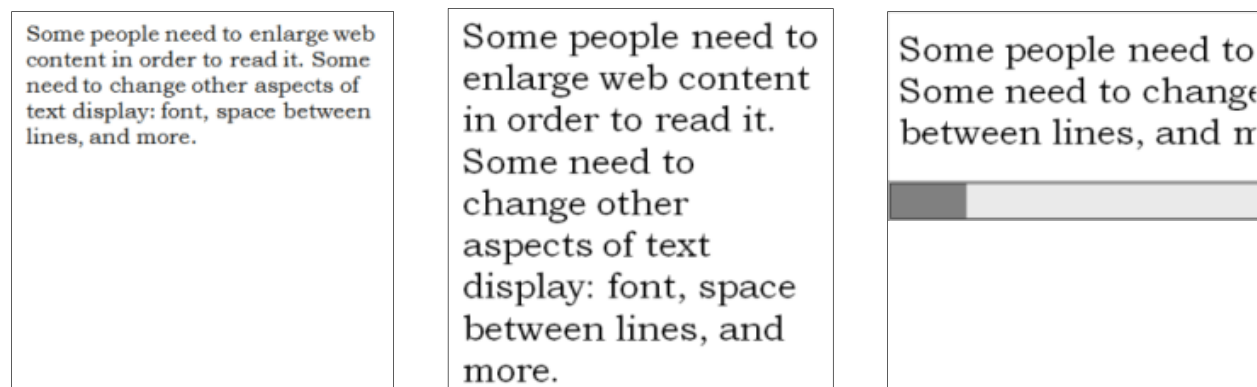 Some people need to enlarge web
content in order to read it. Some
need to change other aspects of
text display: font, space between
lines, and more.
Some people need to
enlarge web content
in order to read it.
Some need to
change other
aspects of text
display: font, space
between lines, and
more.
Some people need to
Some need to change
between lines, and